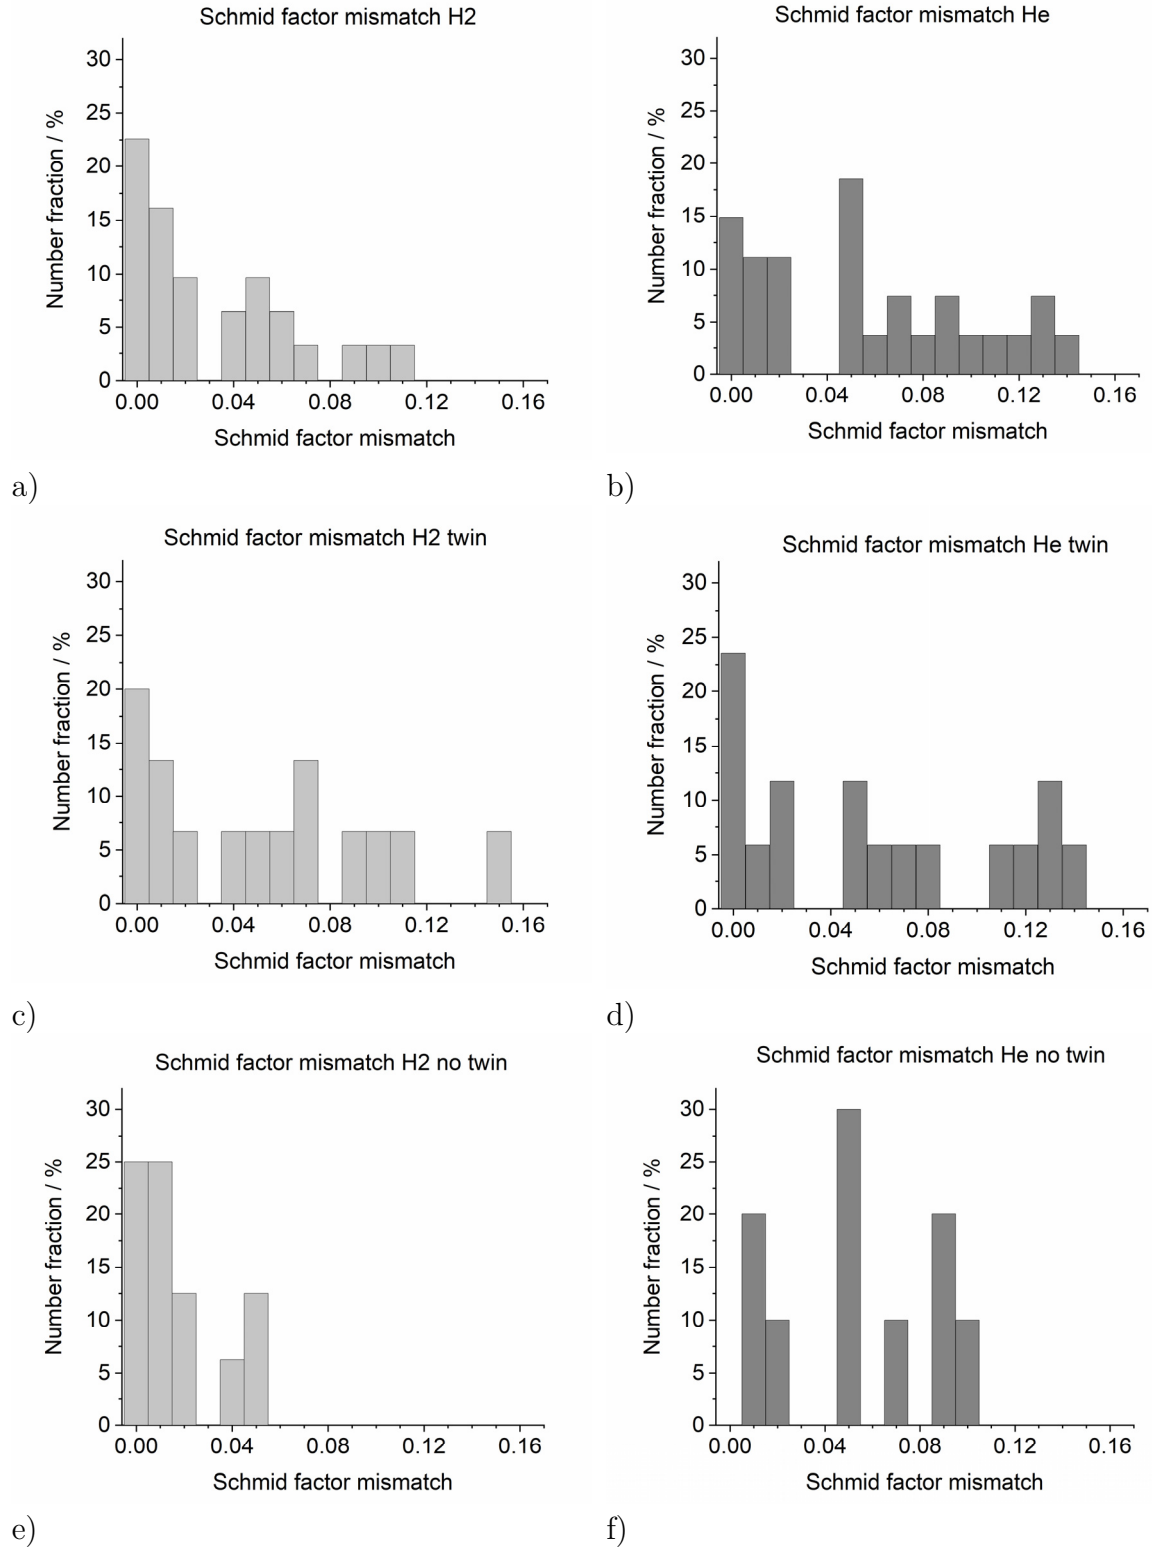 Schmid factor mismatch H2
Number fraction / %
30
25
20
15
10
5
0
0.00 0.04 0.08 0.12 0.16
Schmid factor mismatch
a)
Schmid factor mismatch He
Number fraction / %
30
25
20
15
10
5
0
0.00 0.04 0.08 0.12 0.16
Schmid factor mismatch
b)
Schmid factor mismatch H2 twin
Number fraction / %
30
25
20
15
10
5
0
0.00 0.04 0.08 0.12 0.16
Schmid factor mismatch
c)
Schmid factor mismatch He twin
Number fraction / %
30
25
20
15
10
5
0
0.00 0.04 0.08 0.12 0.16
Schmid factor mismatch
d)
Schmid factor mismatch H2 no twin
Number fraction / %
30
25
20
15
10
5
0
0.00 0.04 0.08 0.12 0.16
Schmid factor mismatch
e)
Schmid factor mismatch He no twin
Number fraction / %
30
25
20
15
10
5
0
0.00 0.04 0.08 0.12 0.16
Schmid factor mismatch
f)